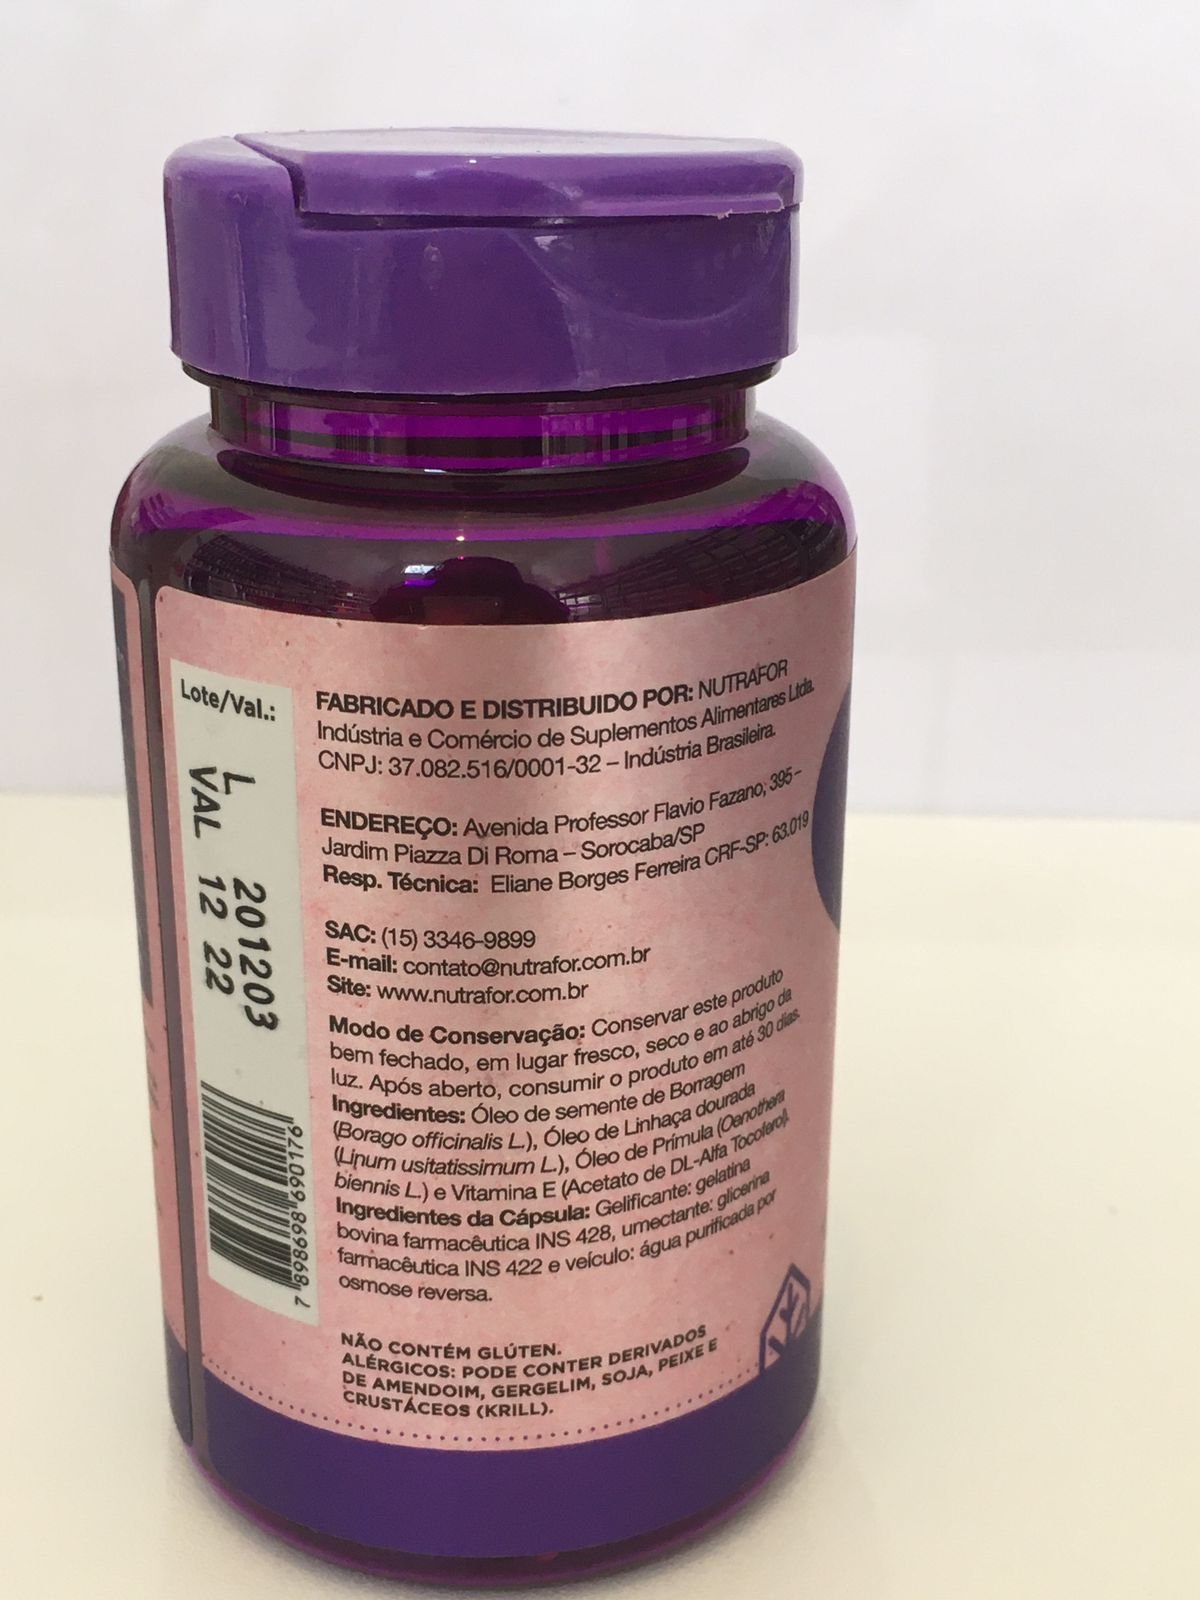 Lote/Val.:
L 201203
VAL 12 22
7 898698 690176
FABRICADO E DISTRIBUIDO POR: NUTRAFOR
Indústria e Comércio de Suplementos Alimentares Ltda.
CNPJ: 37.082.516/0001-32 – Indústria Brasileira.
ENDEREÇO: Avenida Professor Flavio Fazano, 395 –
Jardim Piazza Di Roma – Sorocaba/SP
Resp. Técnica: Eliane Borges Ferreira CRF-SP: 63.019
SAC: (15) 3346-9899
E-mail: contato@nutrafor.com.br
Site: www.nutrafor.com.br
Modo de Conservação: Conservar este produto
bem fechado, em lugar fresco, seco e ao abrigo da
luz. Após aberto, consumir o produto em até 30 dias.
Ingredientes: Óleo de semente de Borragem
(Borago officinalis L.), Óleo de Linhaça dourada
(Linum usitatissimum L.), Óleo de Prímula (Oenothera
biennis L.) e Vitamina E (Acetato de DL-Alfa Tocoferol).
Ingredientes da Cápsula: Gelificante: gelatina
bovina farmacêutica INS 428, umectante: glicerina
farmacêutica INS 422 e veículo: água purificada por
osmose reversa.
NÃO CONTÉM GLÚTEN.
ALÉRGICOS: PODE CONTER DERIVADOS
DE AMENDOIM, GERGELIM, SOJA, PEIXE E
CRUSTÁCEOS (KRILL).